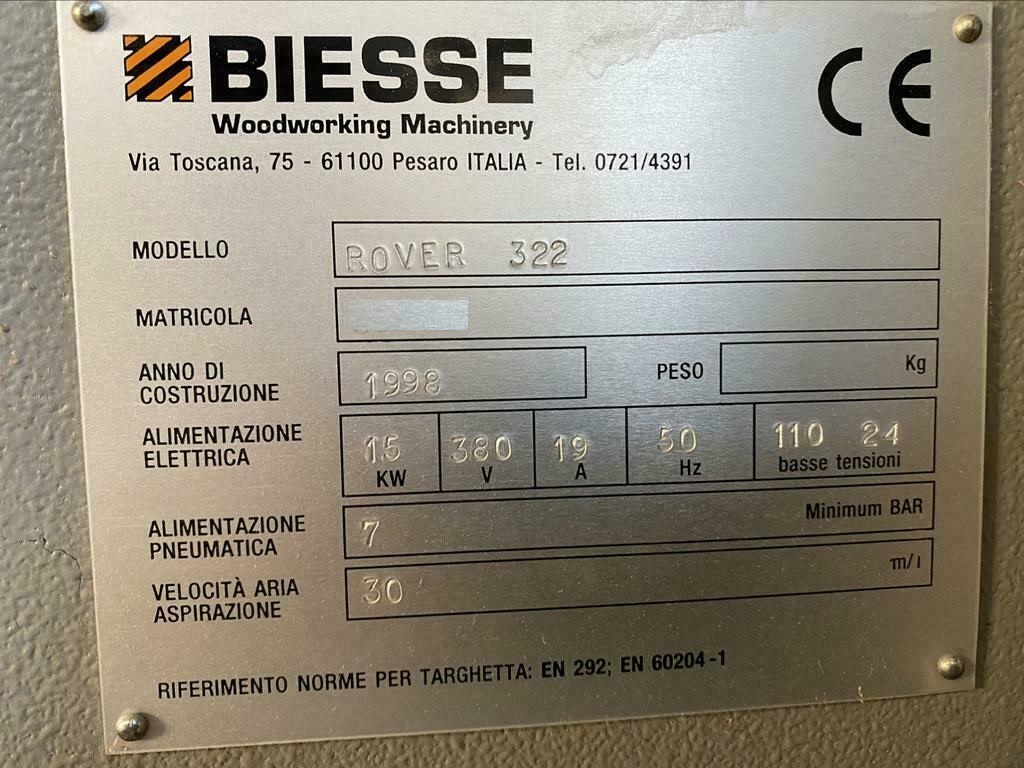 BIESSE
Woodworking Machinery
CE
Via Toscana, 75 - 61100 Pesaro ITALIA - Tel. 0721/4391
MODELLO ROVER 322
MATRICOLA
ANNO DI
COSTRUZIONE 1998 PESO Kg
ALIMENTAZIONE
ELETTRICA 15 KW 380 V 19 A 50 Hz 110 24 basse tensioni
ALIMENTAZIONE
PNEUMATICA 7 Minimum BAR
VELOCITÀ ARIA
ASPIRAZIONE 30 m/l
RIFERIMENTO NORME PER TARGHETTA: EN 292; EN 60204-1